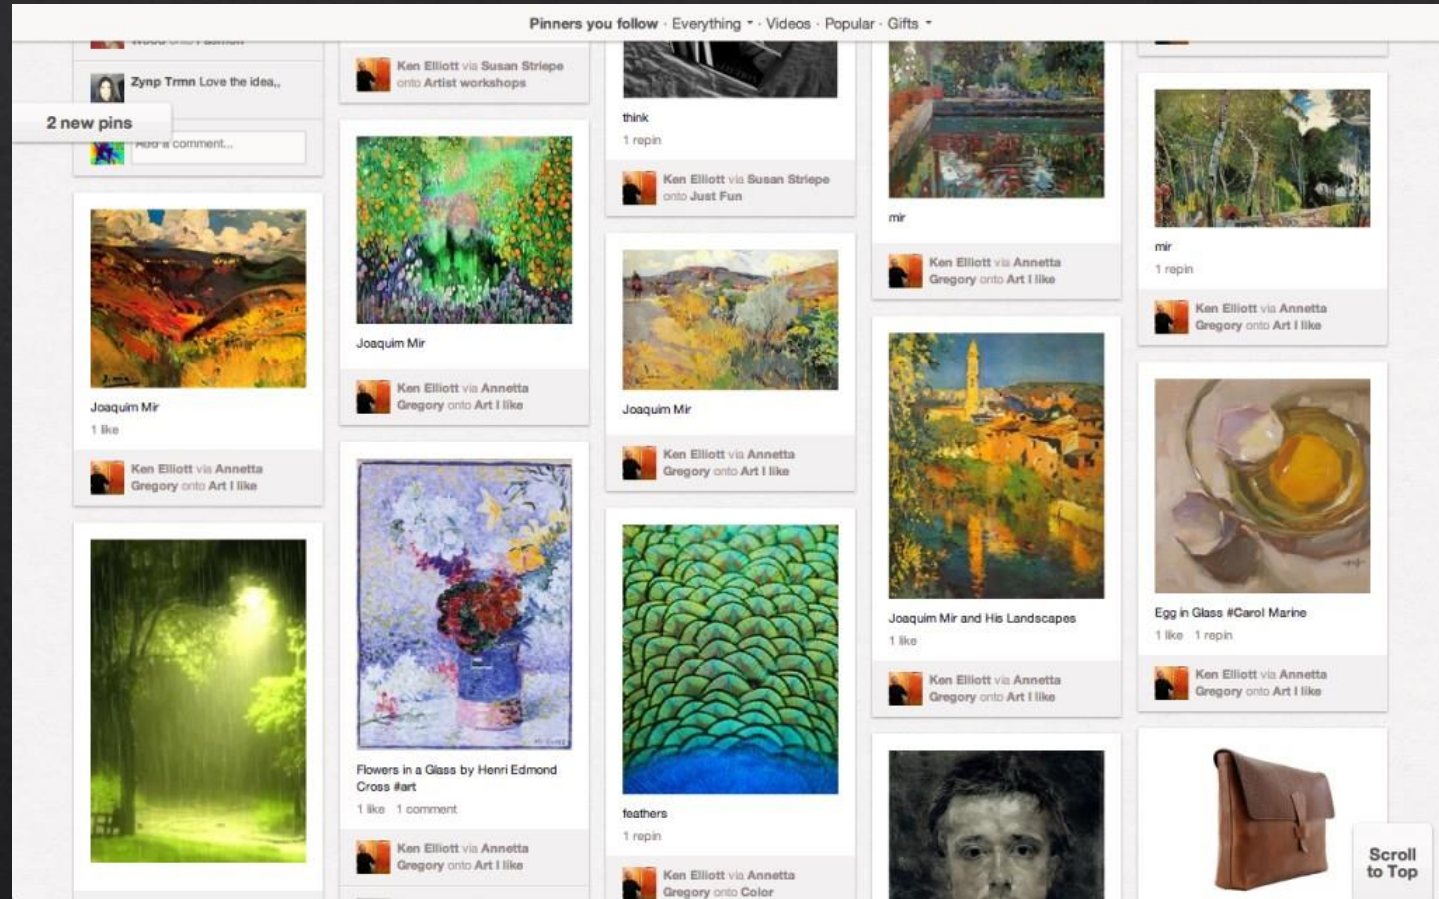 Pinners you follow · Everything · Videos · Popular · Gifts
Zynp Trmn Love the idea,,
2 new pins
Add a comment...
Joaquim Mir
1 like
Ken Elliott via Annetta
Gregory onto Art I like
Ken Elliott via Susan Striepe
onto Artist workshops
Joaquim Mir
Ken Elliott via Annetta
Gregory onto Art I like
Flowers in a Glass by Henri Edmond
Cross #art
1 like 1 comment
Ken Elliott via Annetta
Gregory onto Art I like
think
1 repin
Ken Elliott via Susan Striepe
onto Just Fun
Joaquim Mir
Ken Elliott via Annetta
Gregory onto Art I like
feathers
1 repin
Ken Elliott via Annetta
Gregory onto Color
mir
Ken Elliott via Annetta
Gregory onto Art I like
Joaquim Mir and His Landscapes
1 like
Ken Elliott via Annetta
Gregory onto Art I like
mir
1 repin
Ken Elliott via Annetta
Gregory onto Art I like
Egg in Glass #Carol Marine
1 like 1 repin
Ken Elliott via Annetta
Gregory onto Art I like
Scroll
to Top